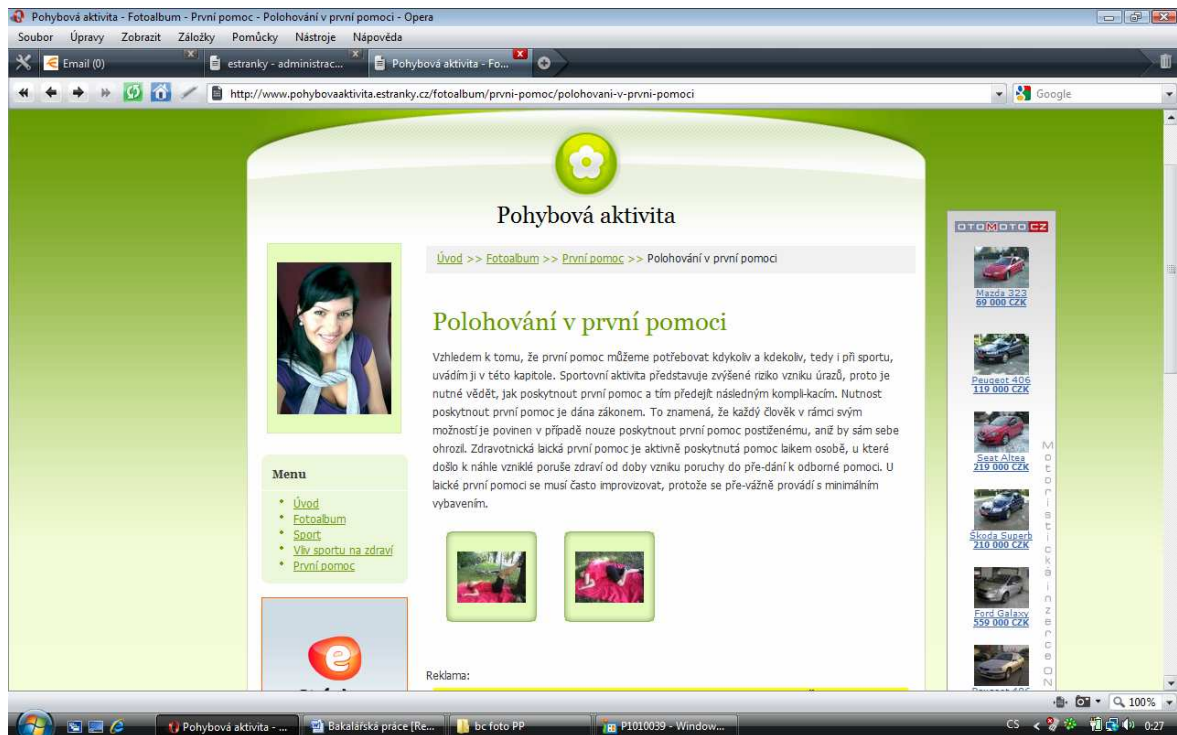 Pohybová aktivita - Fotoalbum - První pomoc - Polohování v první pomoci - Opera
Soubor Úpravy Zobrazit Záložky Pomůcky Nástroje Nápověda
Email (0)
estranky - administrac...
Pohybová aktivita - Fo...
http://www.pohybovaaktivita.estranky.cz/fotoalbum/prvni-pomoc/polohovani-v-prvni-pomoci
Google
Pohybová aktivita
Úvod >> Fotoalbum >> První pomoc >> Polohování v první pomoci
Polohování v první pomoci
Vzhledem k tomu, že první pomoc můžeme potřebovat kdykoliv a kdekoliv, tedy i při sportu,
uvádím ji v této kapitole. Sportovní aktivita představuje zvýšené riziko vzniku úrazů, proto je
nutné vědět, jak poskytnout první pomoc a tím předejít následným kompli-kacím. Nutnost
poskytnout první pomoc je dána zákonem. To znamená, že každý člověk v rámci svým
možností je povinen v případě nouze poskytnout první pomoc postiženému, aniž by sám sebe
ohrozil. Zdravotnická laická první pomoc je aktivně poskytnutá pomoc laikem osobě, u které
došlo k náhle vzniklé poruše zdraví od doby vzniku poruchy do pře-dání k odborné pomoci. U
laické první pomoci se musí často improvizovat, protože se pře-vážně provádí s minimálním
vybavením.
Menu
Úvod
Fotoalbum
Sport
Vliv sportu na zdraví
První pomoc
Reklama:
OTOMOTO CZ
Mazda 323
69 000 CZK
Peugeot 406
119 000 CZK
Seat Altea
219 000 CZK
Škoda Superb
210 000 CZK
Ford Galaxy
559 000 CZK
Peugeot 406
Motoristická inzerce ON
100%
Pohybová aktivita - ...
Bakalářská práce [Re...
bc foto PP
P1010039 - Window...
CS
0:27